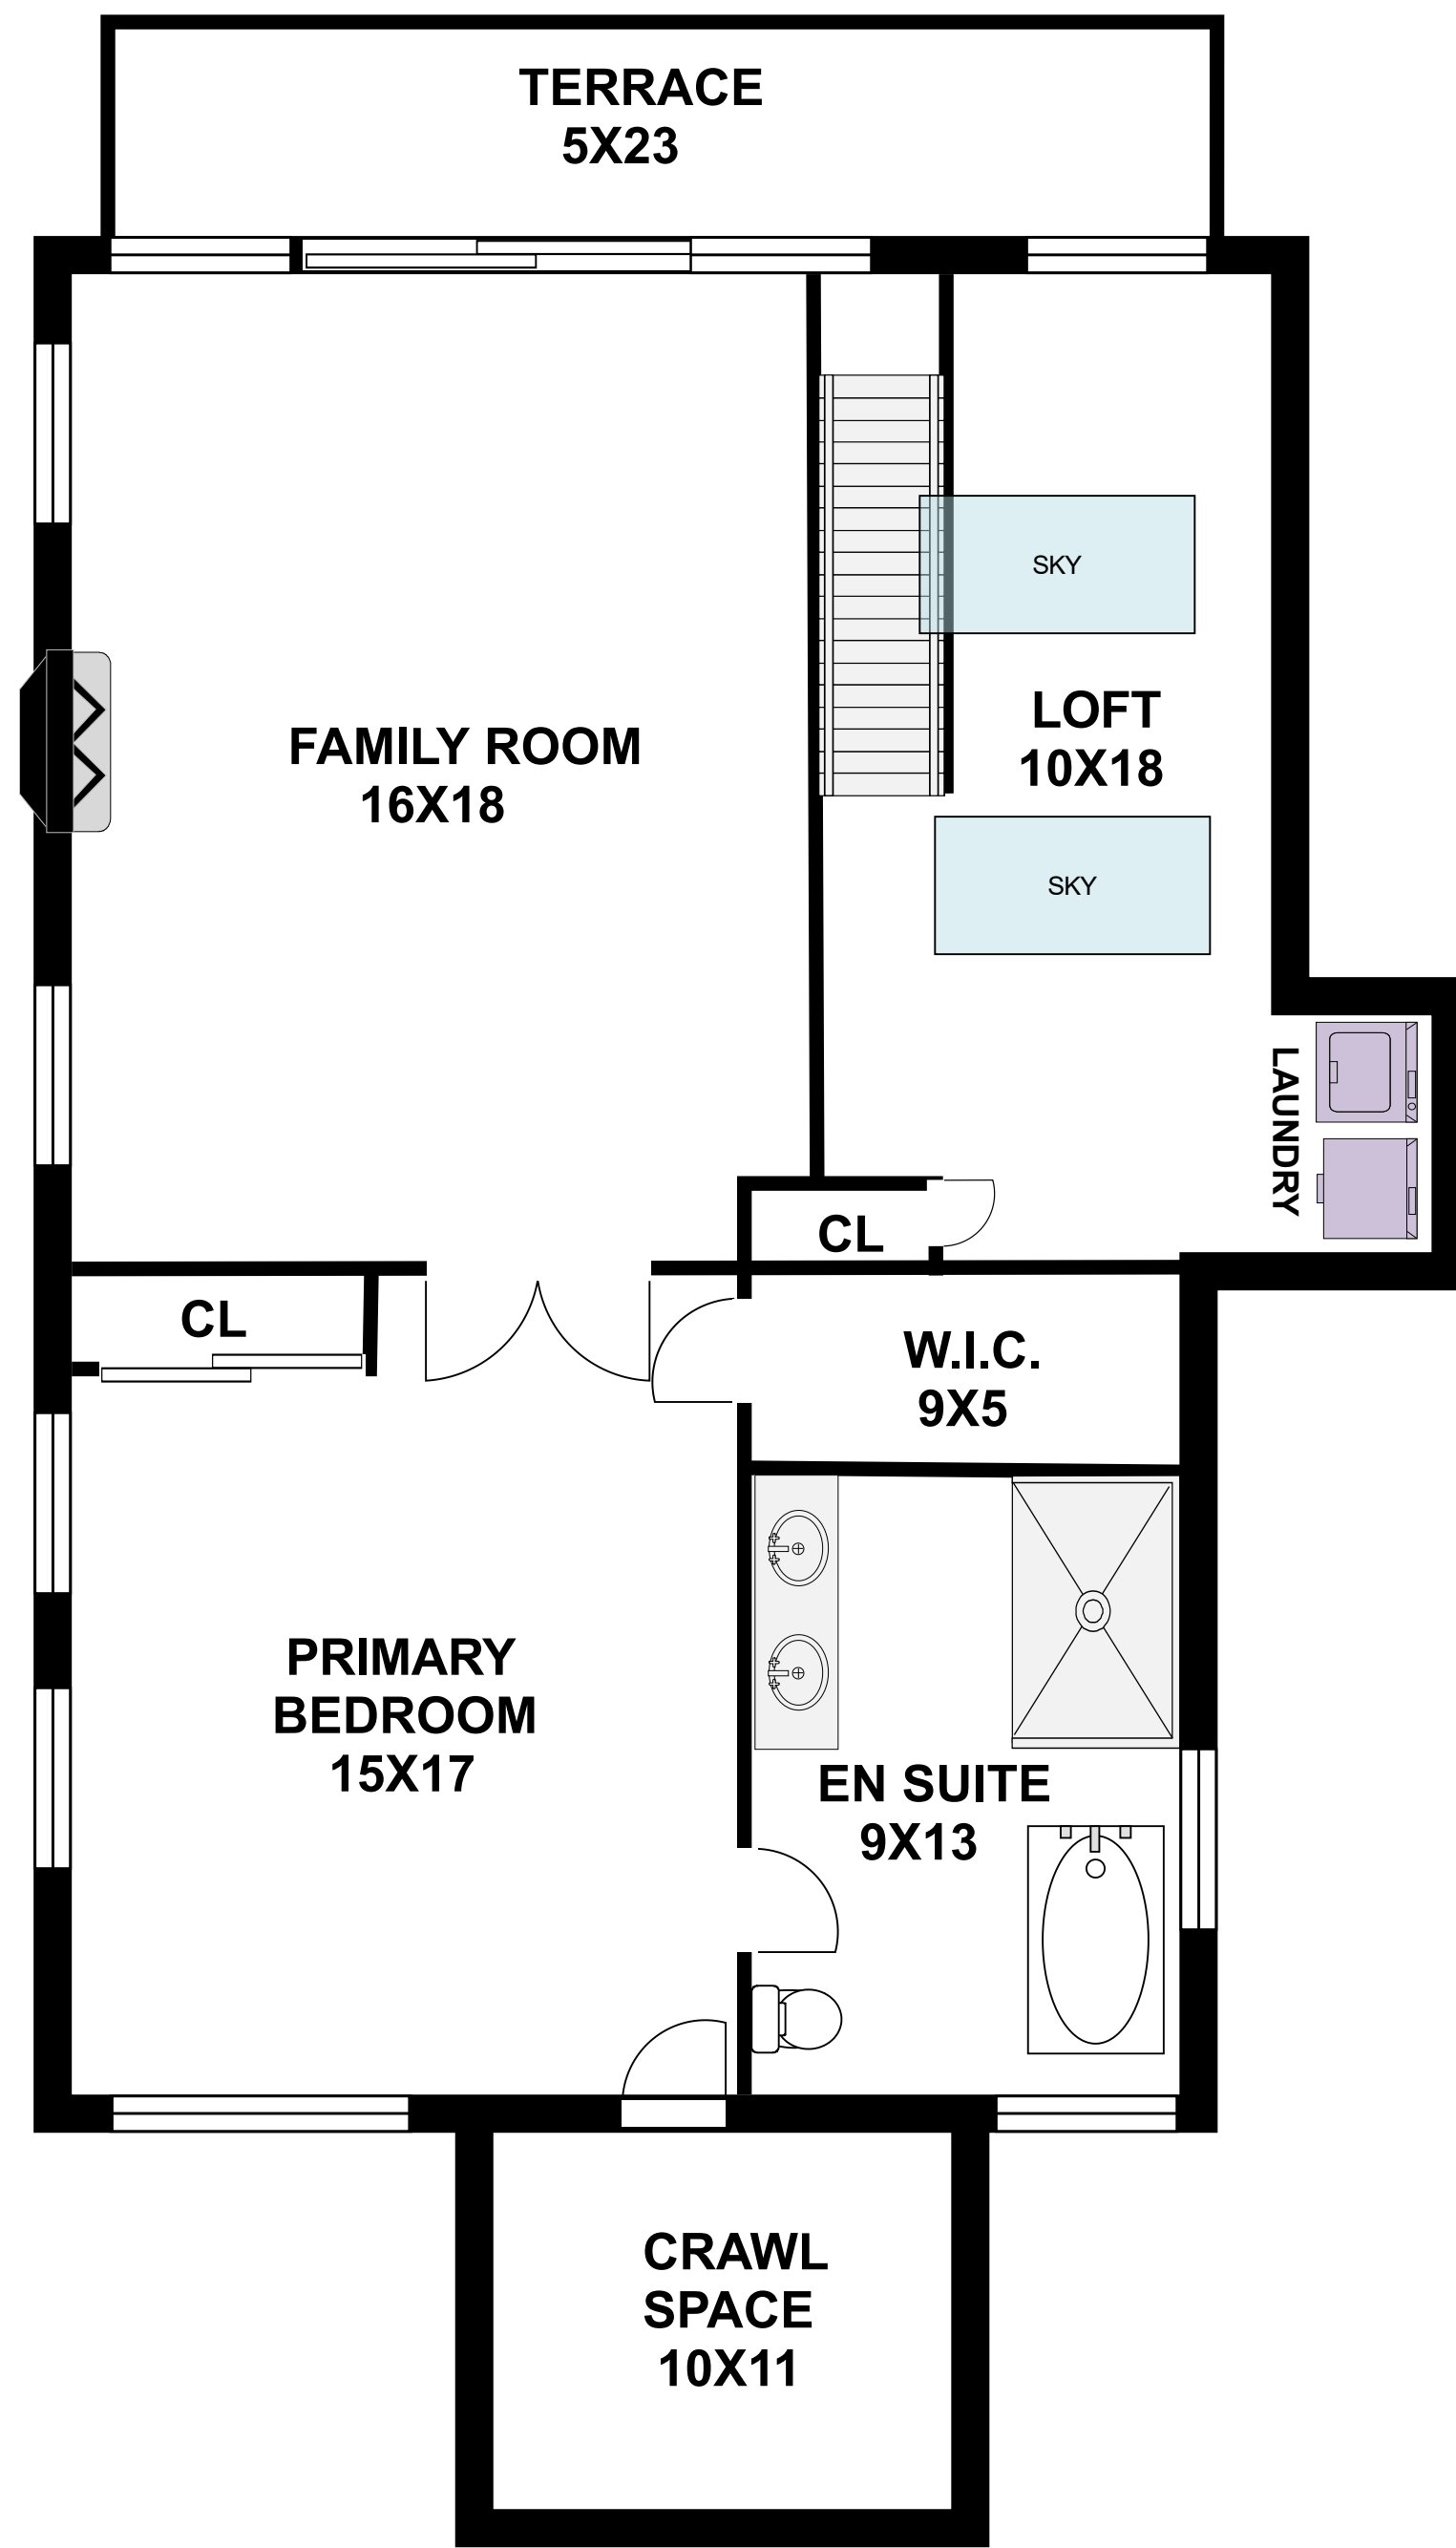 TERRACE
5X23
SKY
LOFT
10X18
FAMILY ROOM
16X18
SKY
LAUNDRY
CL
CL
W.I.C.
9X5
PRIMARY
BEDROOM
15X17
EN SUITE
9X13
CRAWL
SPACE
10X11